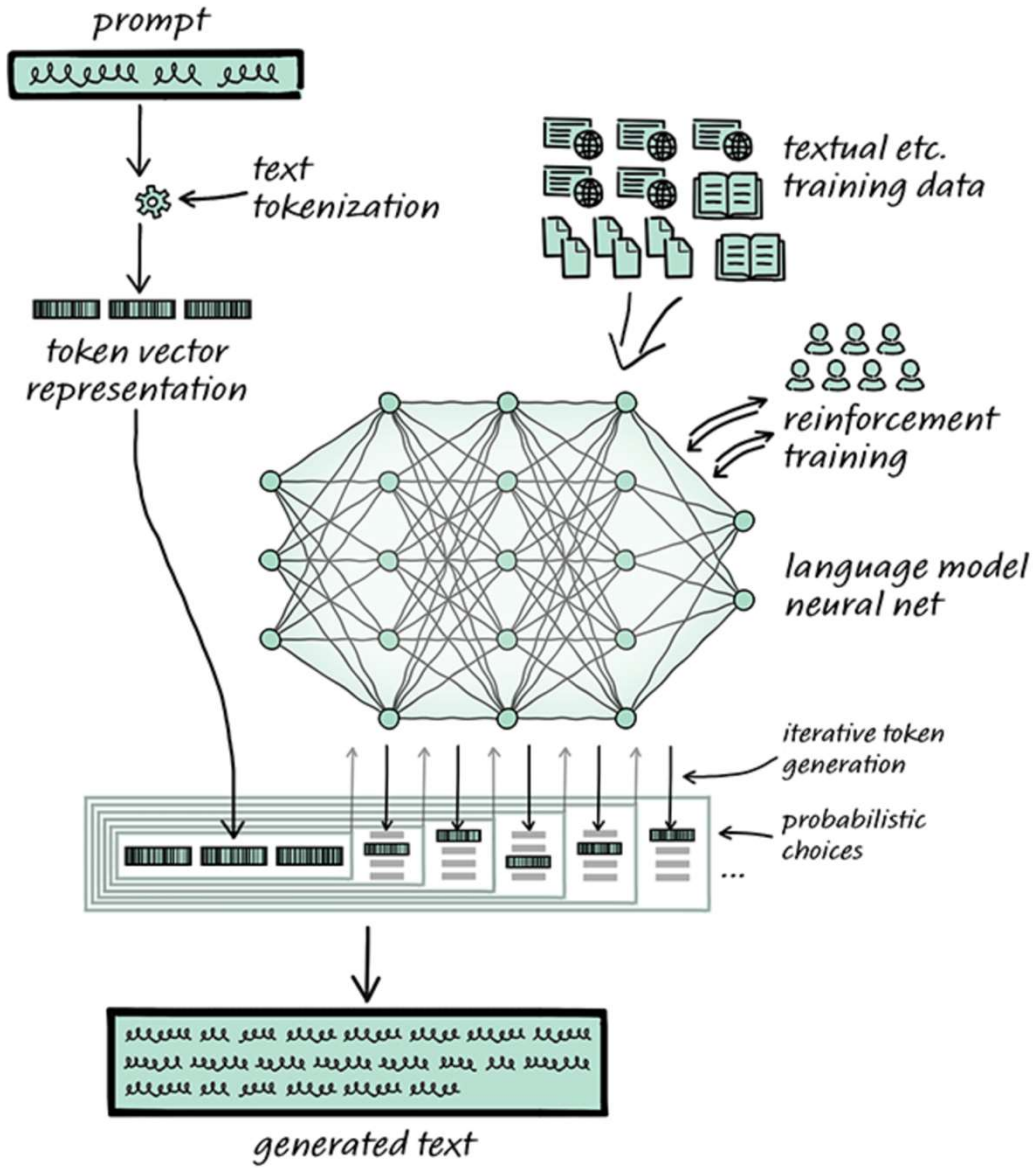 prompt
text
tokenization
token vector
representation
textual etc.
training data
reinforcement
training
language model
neural net
iterative token
generation
probabilistic
choices
...
generated text